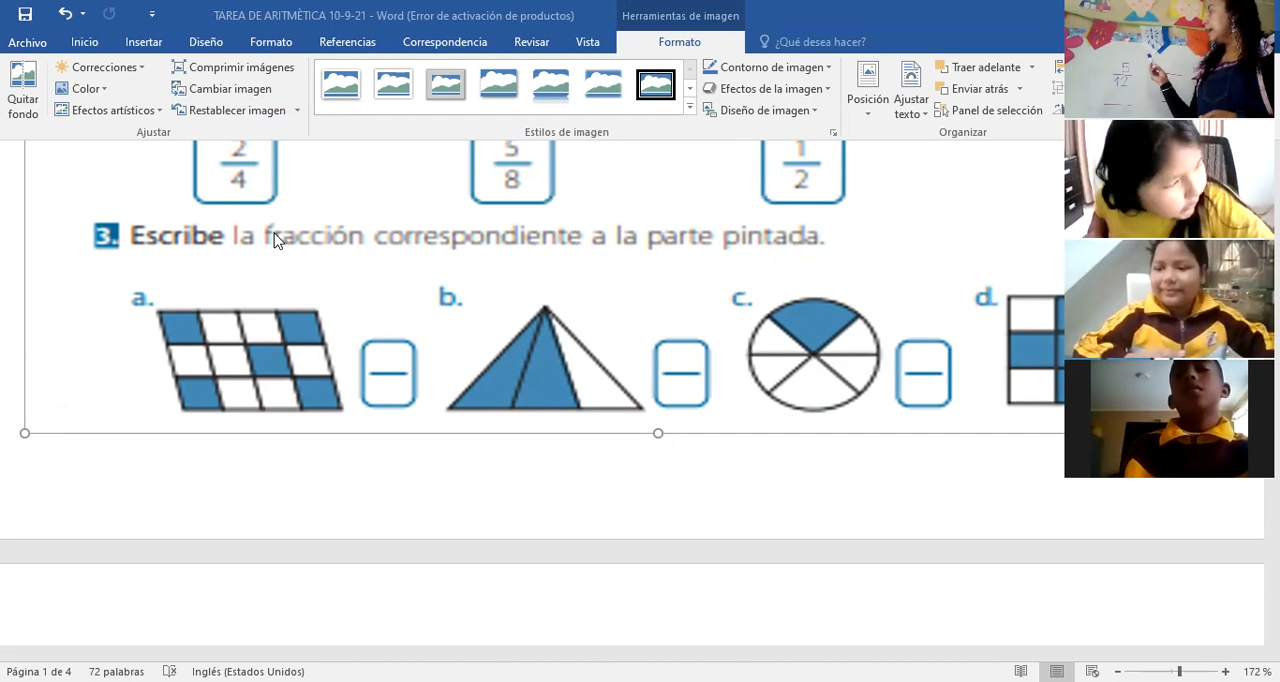 TAREA DE ARITMÈTICA 10-9-21 - Word (Error de activación de productos)
Herramientas de imagen
Archivo Inicio Insertar Diseño Formato Referencias Correspondencia Revisar Vista Formato ¿Qué desea hacer?
Quitar fondo
Correcciones
Color
Efectos artísticos
Comprimir imágenes
Cambiar imagen
Restablecer imagen
Ajustar
Estilos de imagen
Contorno de imagen
Efectos de la imagen
Diseño de imagen
Posición
Ajustar texto
Traer adelante
Enviar atrás
Panel de selección
Organizar
5
12
2 5 1
4 8 2
3. Escribe la fracción correspondiente a la parte pintada.
a. b. c. d.
Página 1 de 4 72 palabras Inglés (Estados Unidos) 172 %